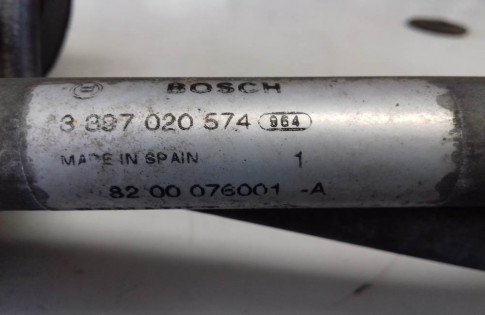 BOSCH
3 397 020 574 964
MADE IN SPAIN 1
82 00 076001 -A